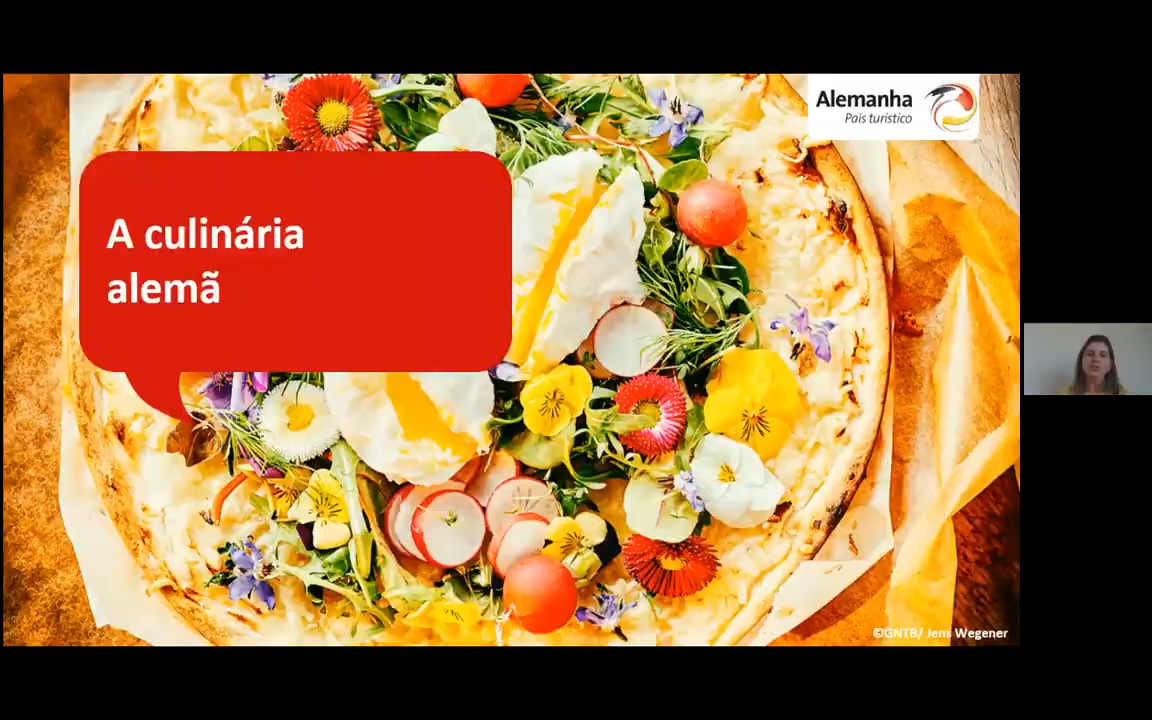 Alemanha
País turístico
A culinária
alemã
©GNTB/ Jens Wegener